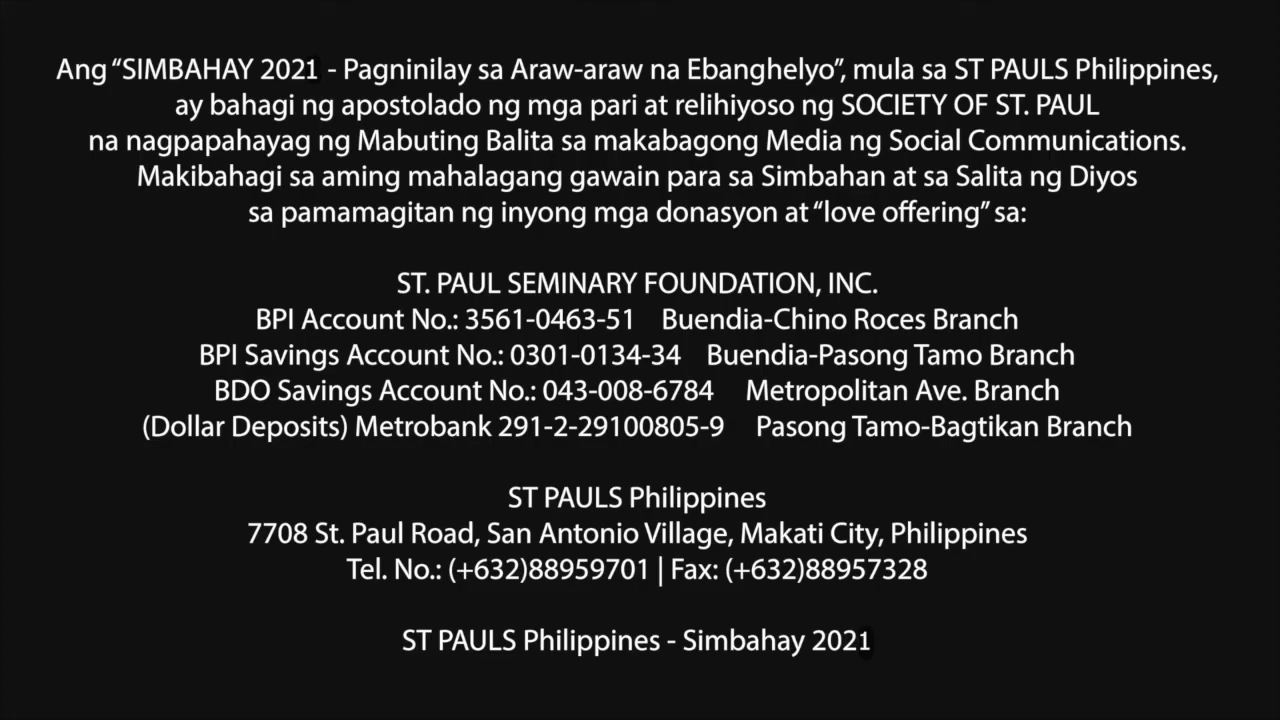 Ang “SIMBAHAY 2021 - Pagninilay sa Araw-araw na Ebanghelyo”, mula sa ST PAULS Philippines,
ay bahagi ng apostolado ng mga pari at relihiyoso ng SOCIETY OF ST. PAUL
na nagpapahayag ng Mabuting Balita sa makabagong Media ng Social Communications.
Makibahagi sa aming mahalagang gawain para sa Simbahan at sa Salita ng Diyos
sa pamamagitan ng inyong mga donasyon at “love offering” sa:
ST. PAUL SEMINARY FOUNDATION, INC.
BPI Account No.: 3561-0463-51 Buendia-Chino Roces Branch
BPI Savings Account No.: 0301-0134-34 Buendia-Pasong Tamo Branch
BDO Savings Account No.: 043-008-6784 Metropolitan Ave. Branch
(Dollar Deposits) Metrobank 291-2-29100805-9 Pasong Tamo-Bagtikan Branch
ST PAULS Philippines
7708 St. Paul Road, San Antonio Village, Makati City, Philippines
Tel. No.: (+632)88959701 | Fax: (+632)88957328
ST PAULS Philippines - Simbahay 2021